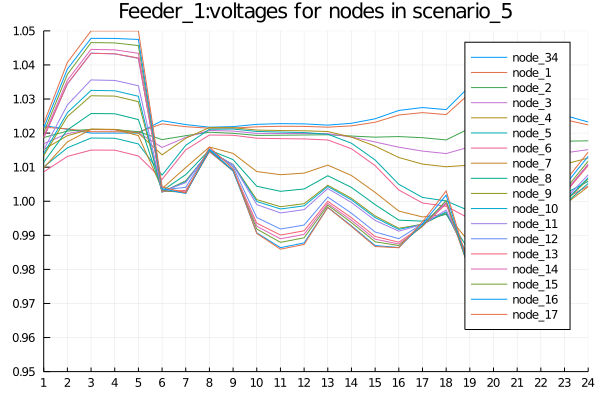 Feeder_1:voltages for nodes in scenario_5
1.05
1.04
1.03
1.02
1.01
1.00
0.99
0.98
0.97
0.96
0.95
1 2 3 4 5 6 7 8 9 10 11 12 13 14 15 16 17 18 19 20 21 22 23 24
node_34
node_1
node_2
node_3
node_4
node_5
node_6
node_7
node_8
node_9
node_10
node_11
node_12
node_13
node_14
node_15
node_16
node_17